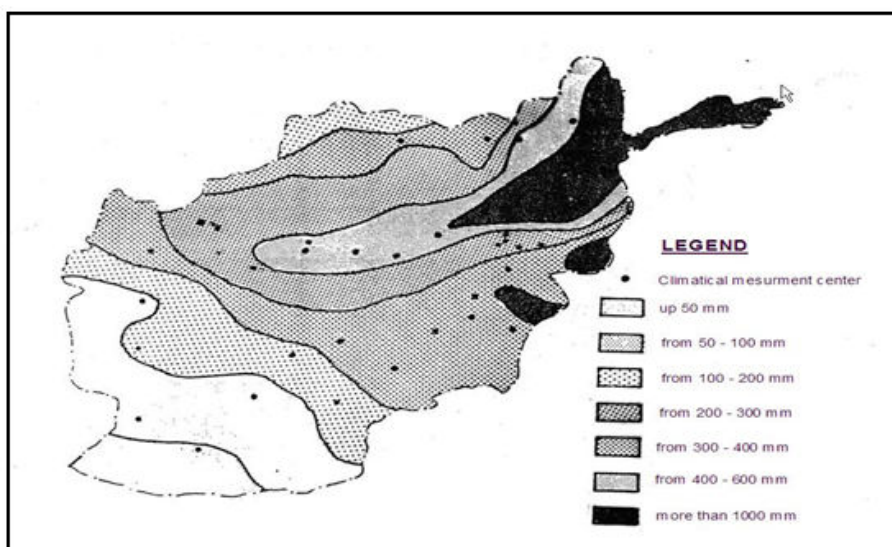 LEGEND
Climatical mesurment center
up 50 mm
from 50 - 100 mm
from 100 - 200 mm
from 200 - 300 mm
from 300 - 400 mm
from 400 - 600 mm
more than 1000 mm